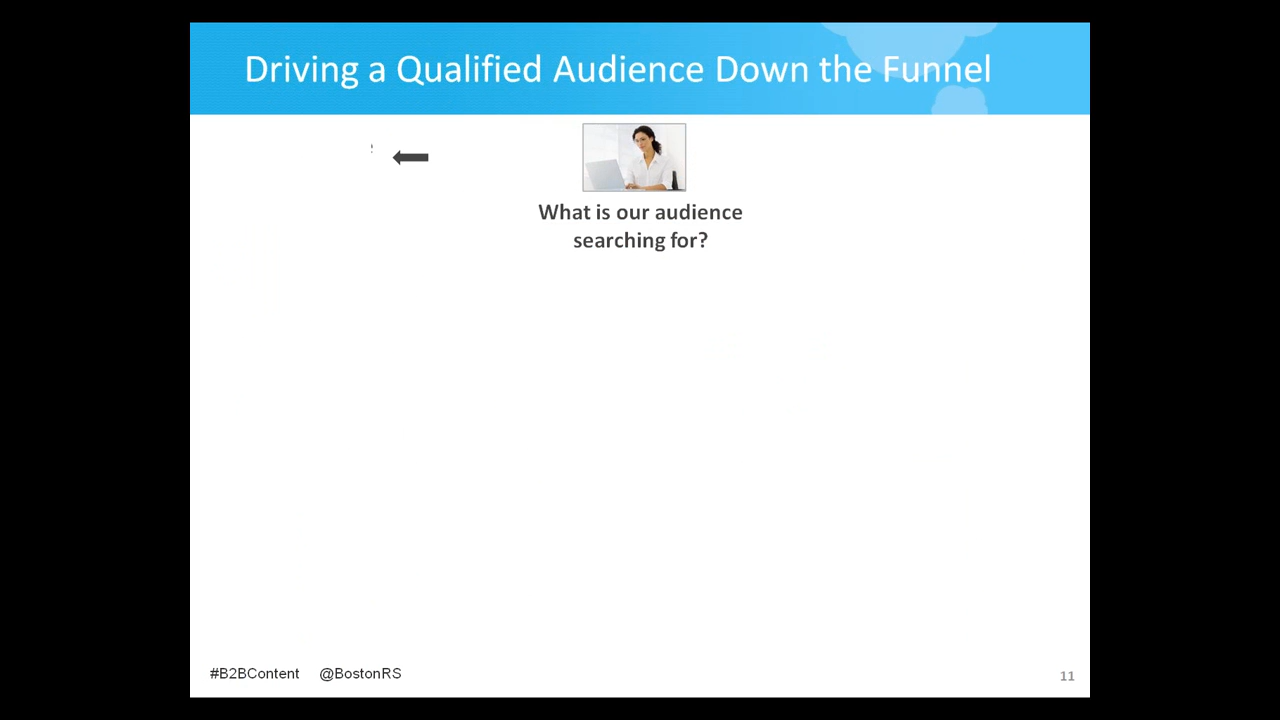 Driving a Qualified Audience Down the Funnel
What is our audience
searching for?
#B2BContent @BostonRS
11